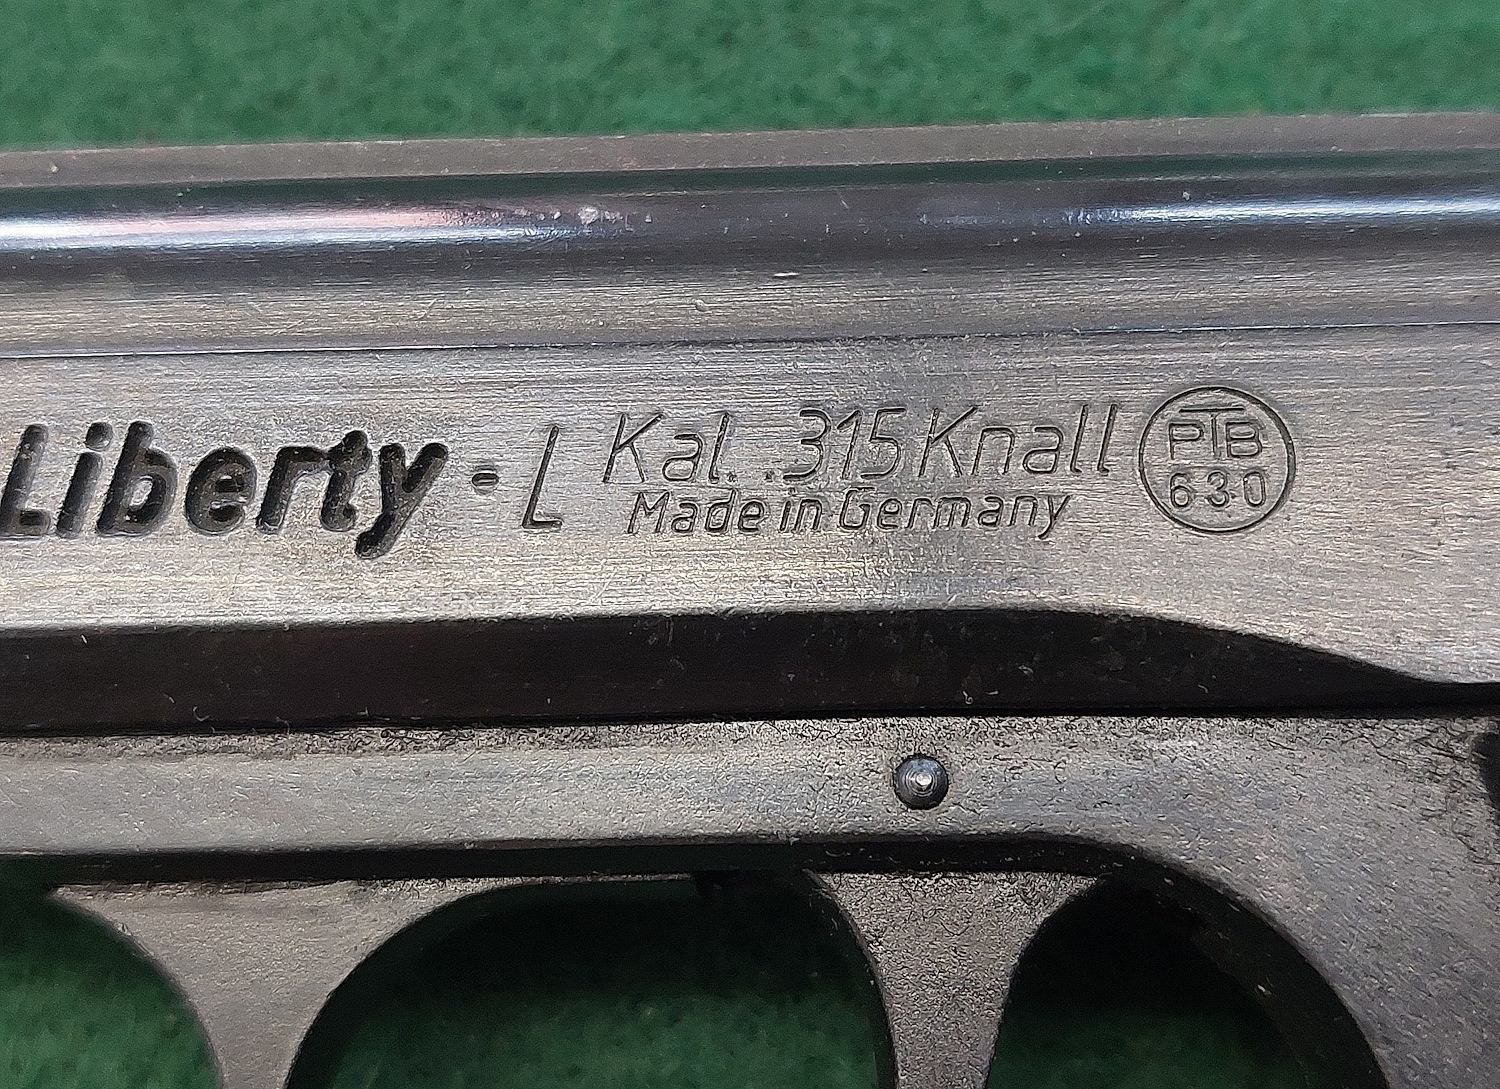 Liberty - L Kal. .315 Knall
Made in Germany
PTB
630